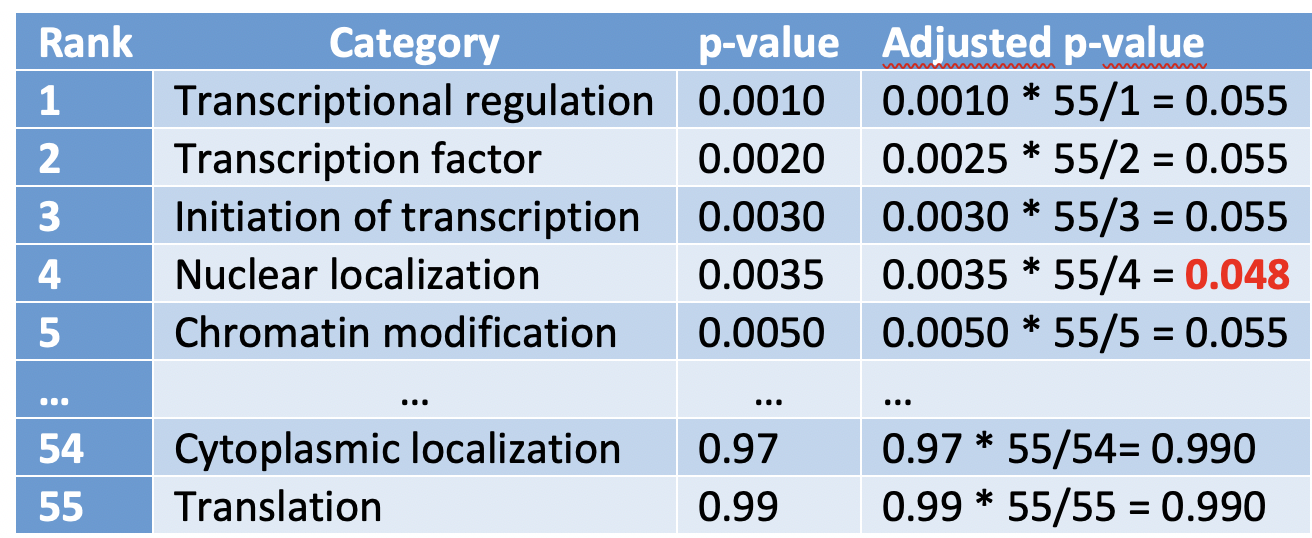 Rank Category p-value Adjusted p-value
1 Transcriptional regulation 0.0010 0.0010 * 55/1 = 0.055
2 Transcription factor 0.0020 0.0025 * 55/2 = 0.055
3 Initiation of transcription 0.0030 0.0030 * 55/3 = 0.055
4 Nuclear localization 0.0035 0.0035 * 55/4 = 0.048
5 Chromatin modification 0.0050 0.0050 * 55/5 = 0.055
... ... ... ...
54 Cytoplasmic localization 0.97 0.97 * 55/54= 0.990
55 Translation 0.99 0.99 * 55/55 = 0.990